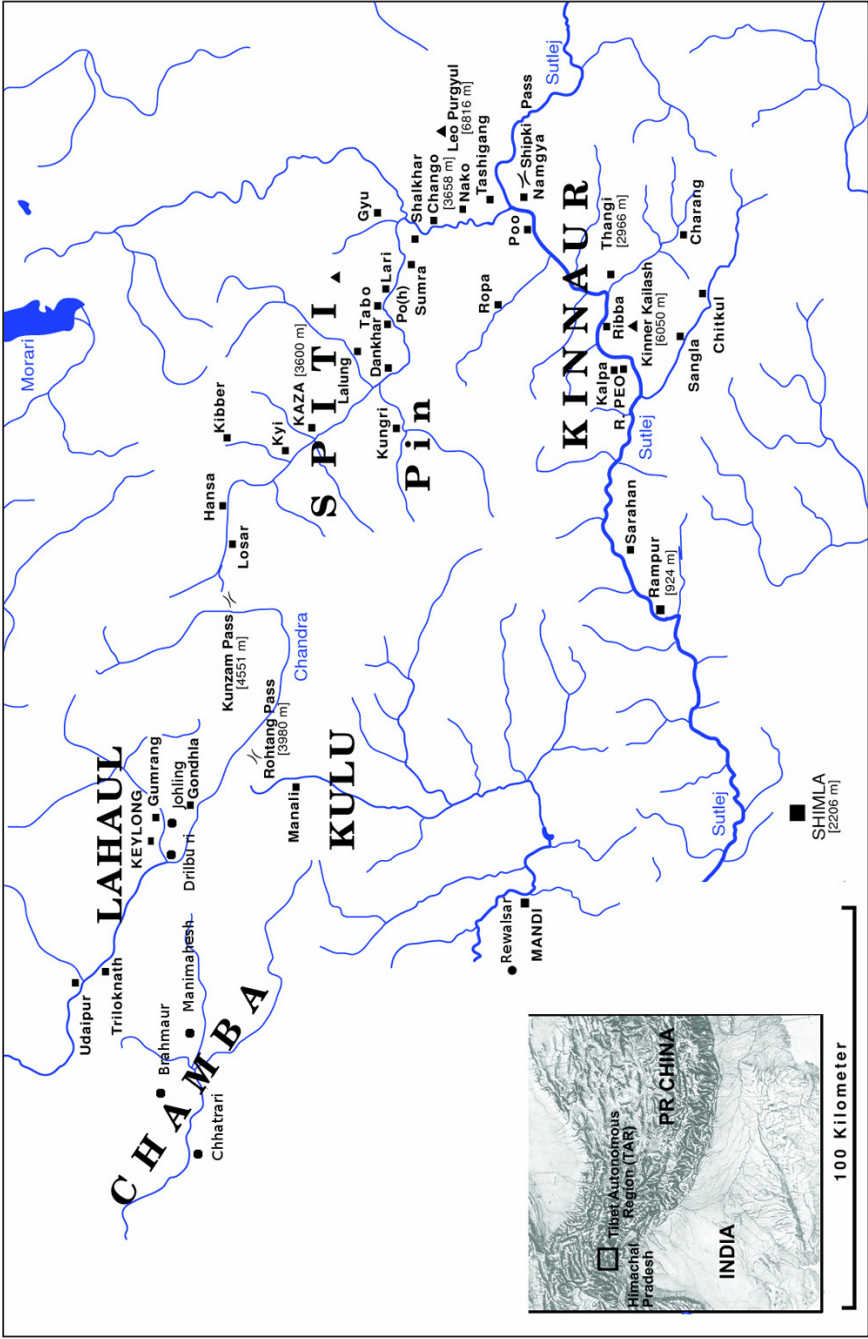 LAHAUL
KEYLONG
Gumrang
Johling
Gondhla
Drilbu ri
Udaipur
Triloknath
CHAMBA
Brahmaur
Manimahesh
Chhatrari
Kunzam Pass
[4551 m]
Rohtang Pass
[3980 m]
Chandra
Manali
KULU
Rewalsar
MANDI
Morari
Losar
Hansa
Kibber
Kyi
KAZA [3600 m]
SPITI
Lalung
Dankhar
Tabo
Po(h)
Lari
Sumra
Kungri
Pin
Gyu
Shalkhar
Chango
[3658 m]
Nako
Leo Purgyul
[6816 m]
Tashigang
Sutlej
Shipki Pass
Namgya
Poo
Ropa
KINNAUR
Thangi
[2966 m]
Charang
Ribba
Kinner Kailash
[6050 m]
Kalpa
R. PEO
Sangla
Chitkul
Sutlej
Sarahan
Rampur
[924 m]
Sutlej
SHIMLA
[2206 m]
Himachal
Pradesh
Tibet Autonomous
Region (TAR)
PR CHINA
INDIA
100 Kilometer